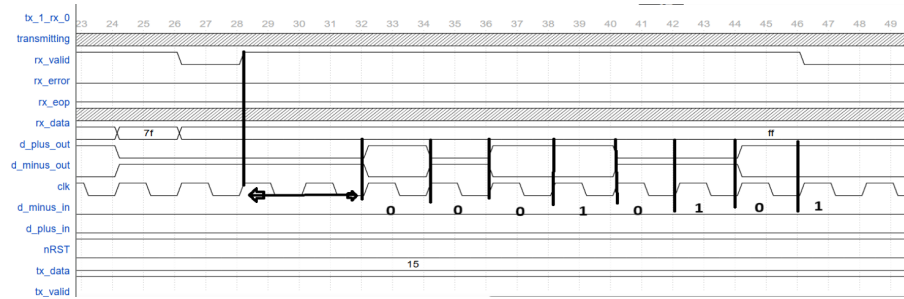 tx_1_rx_0
23 24 25 26 27 28 29 30 31 32 33 34 35 36 37 38 39 40 41 42 43 44 45 46 47 48 49
transmitting
rx_valid
rx_error
rx_eop
rx_data
7f ff
d_plus_out
d_minus_out
clk
d_minus_in
0 0 0 1 0 1 0 1
d_plus_in
nRST
15
tx_data
tx_valid